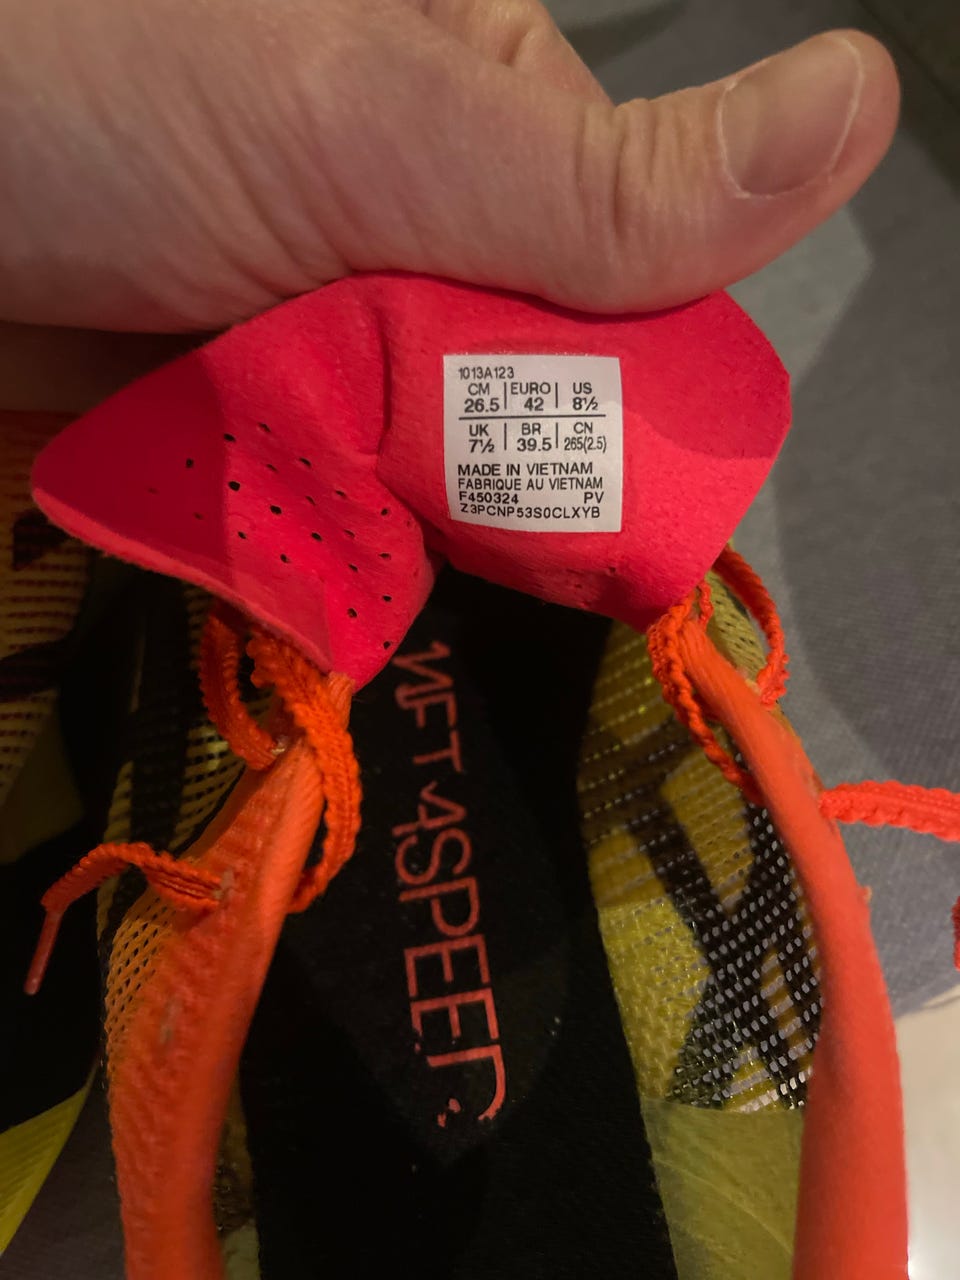 1013A123
CM EURO US
26.5 42 8½
UK BR CN
7½ 39.5 265(2.5)
MADE IN VIETNAM
FABRIQUE AU VIETNAM
F450324 PV
Z3PCNP53S0CLXYB
METASPEED